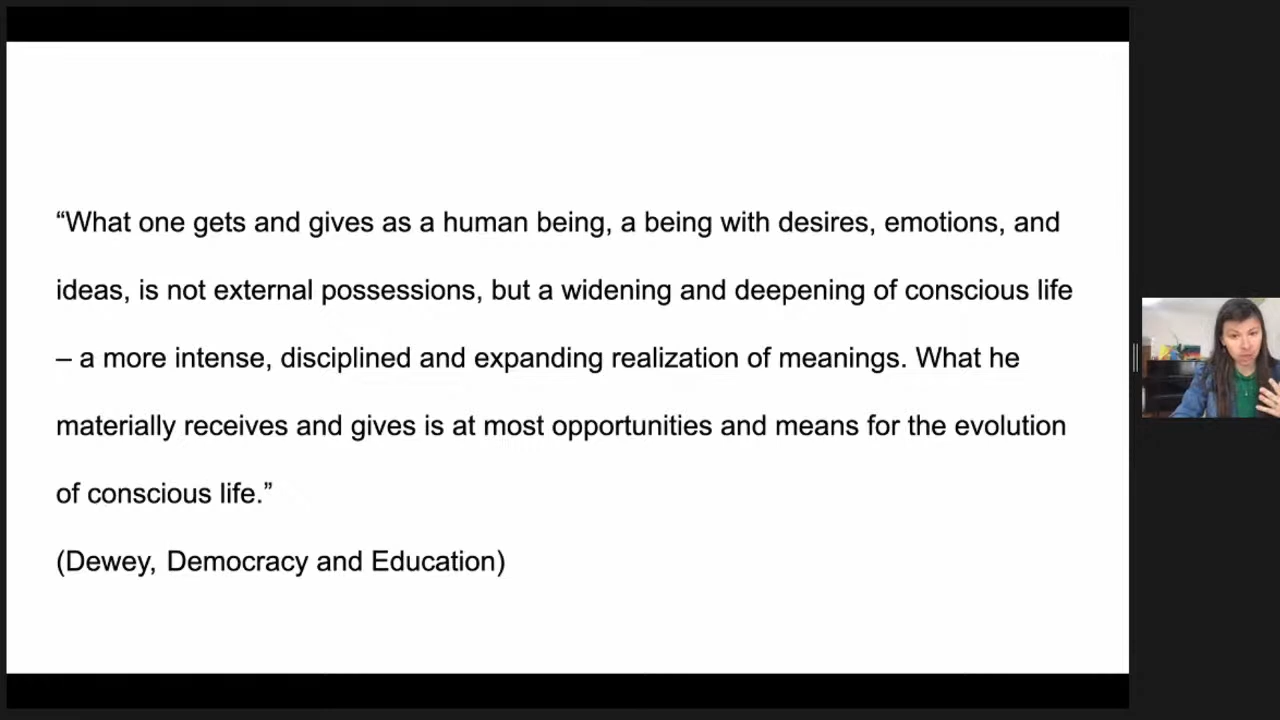 “What one gets and gives as a human being, a being with desires, emotions, and
ideas, is not external possessions, but a widening and deepening of conscious life
– a more intense, disciplined and expanding realization of meanings. What he
materially receives and gives is at most opportunities and means for the evolution
of conscious life.”
(Dewey, Democracy and Education)